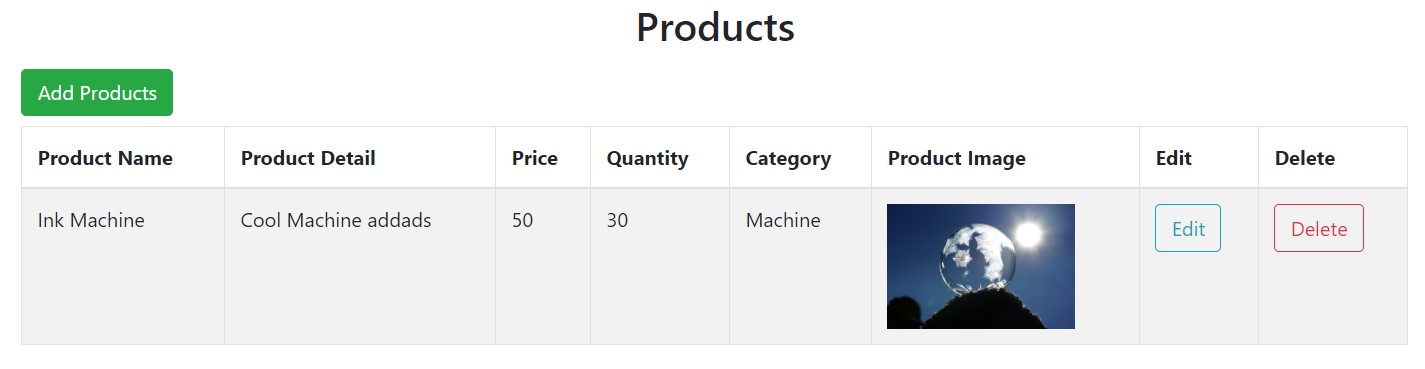 Products
Add Products
Product Name Product Detail Price Quantity Category Product Image Edit Delete
Ink Machine Cool Machine addads 50 30 Machine Edit Delete